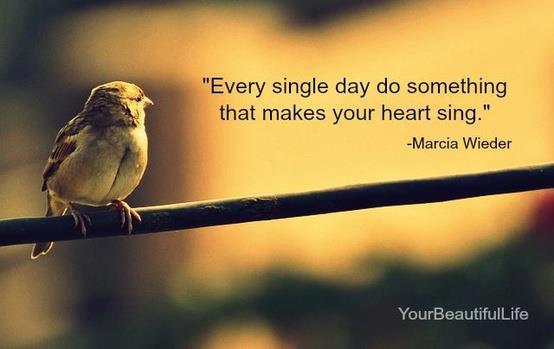 "Every single day do something
that makes your heart sing."
-Marcia Wieder
YourBeautifulLife